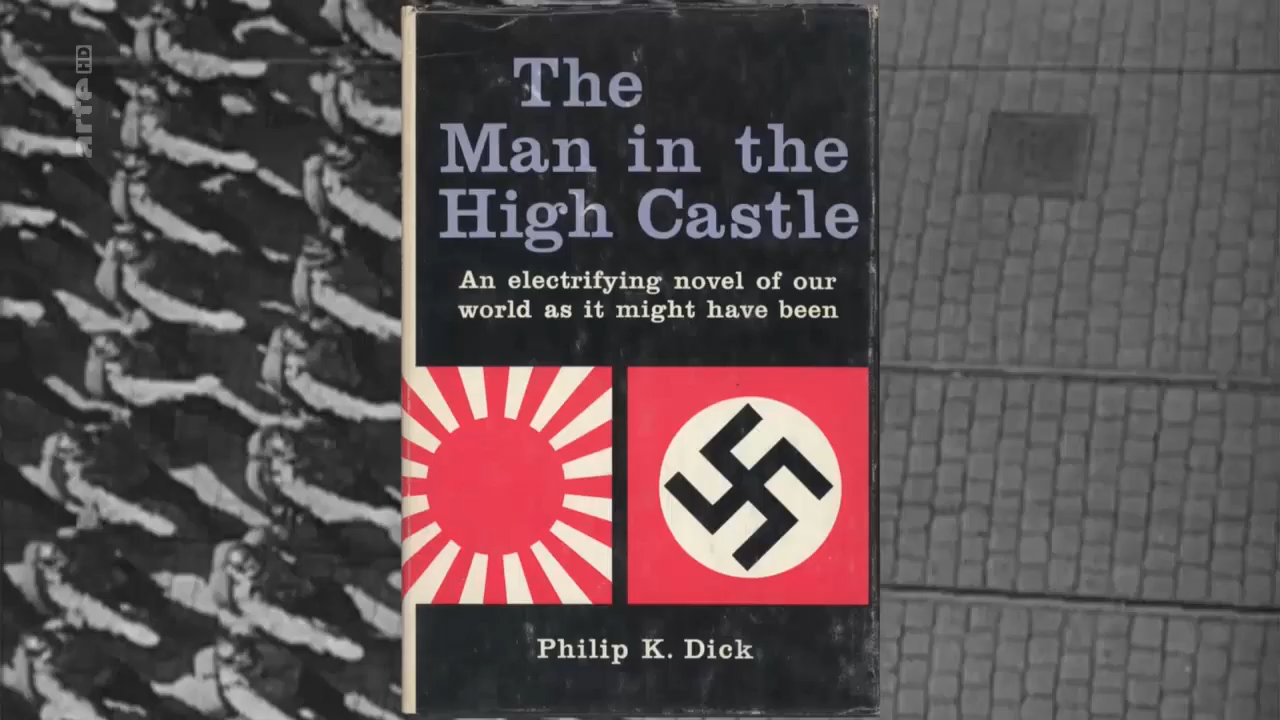 arte HD
The
Man in the
High Castle
An electrifying novel of our
world as it might have been
Philip K. Dick